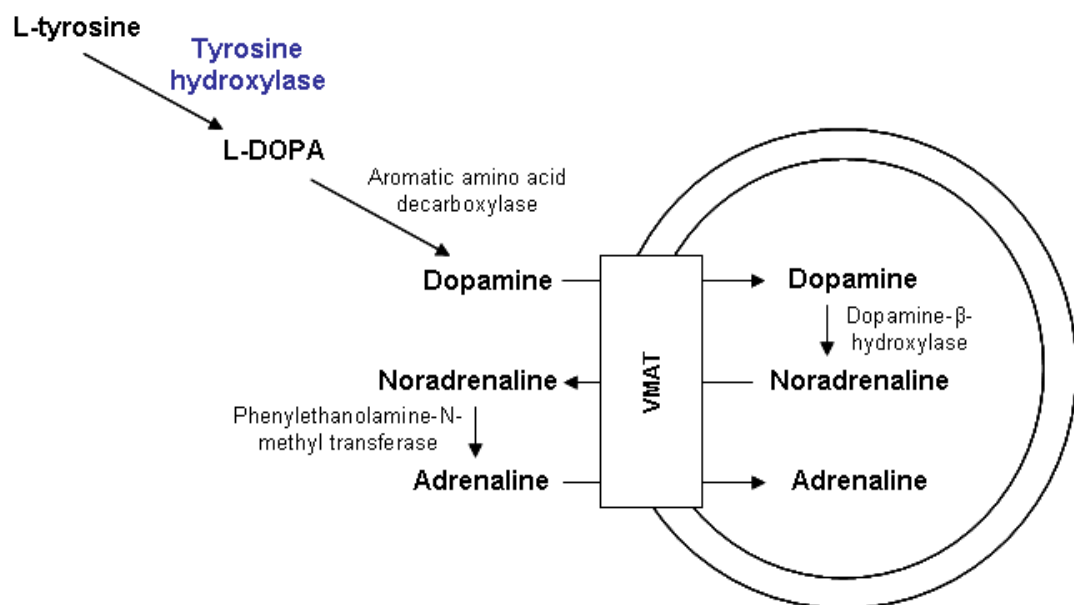 L-tyrosine
Tyrosine
hydroxylase
L-DOPA
Aromatic amino acid
decarboxylase
Dopamine
Dopamine
Dopamine-β-
hydroxylase
VMAT
Noradrenaline
Noradrenaline
Phenylethanolamine-N-
methyl transferase
Adrenaline
Adrenaline